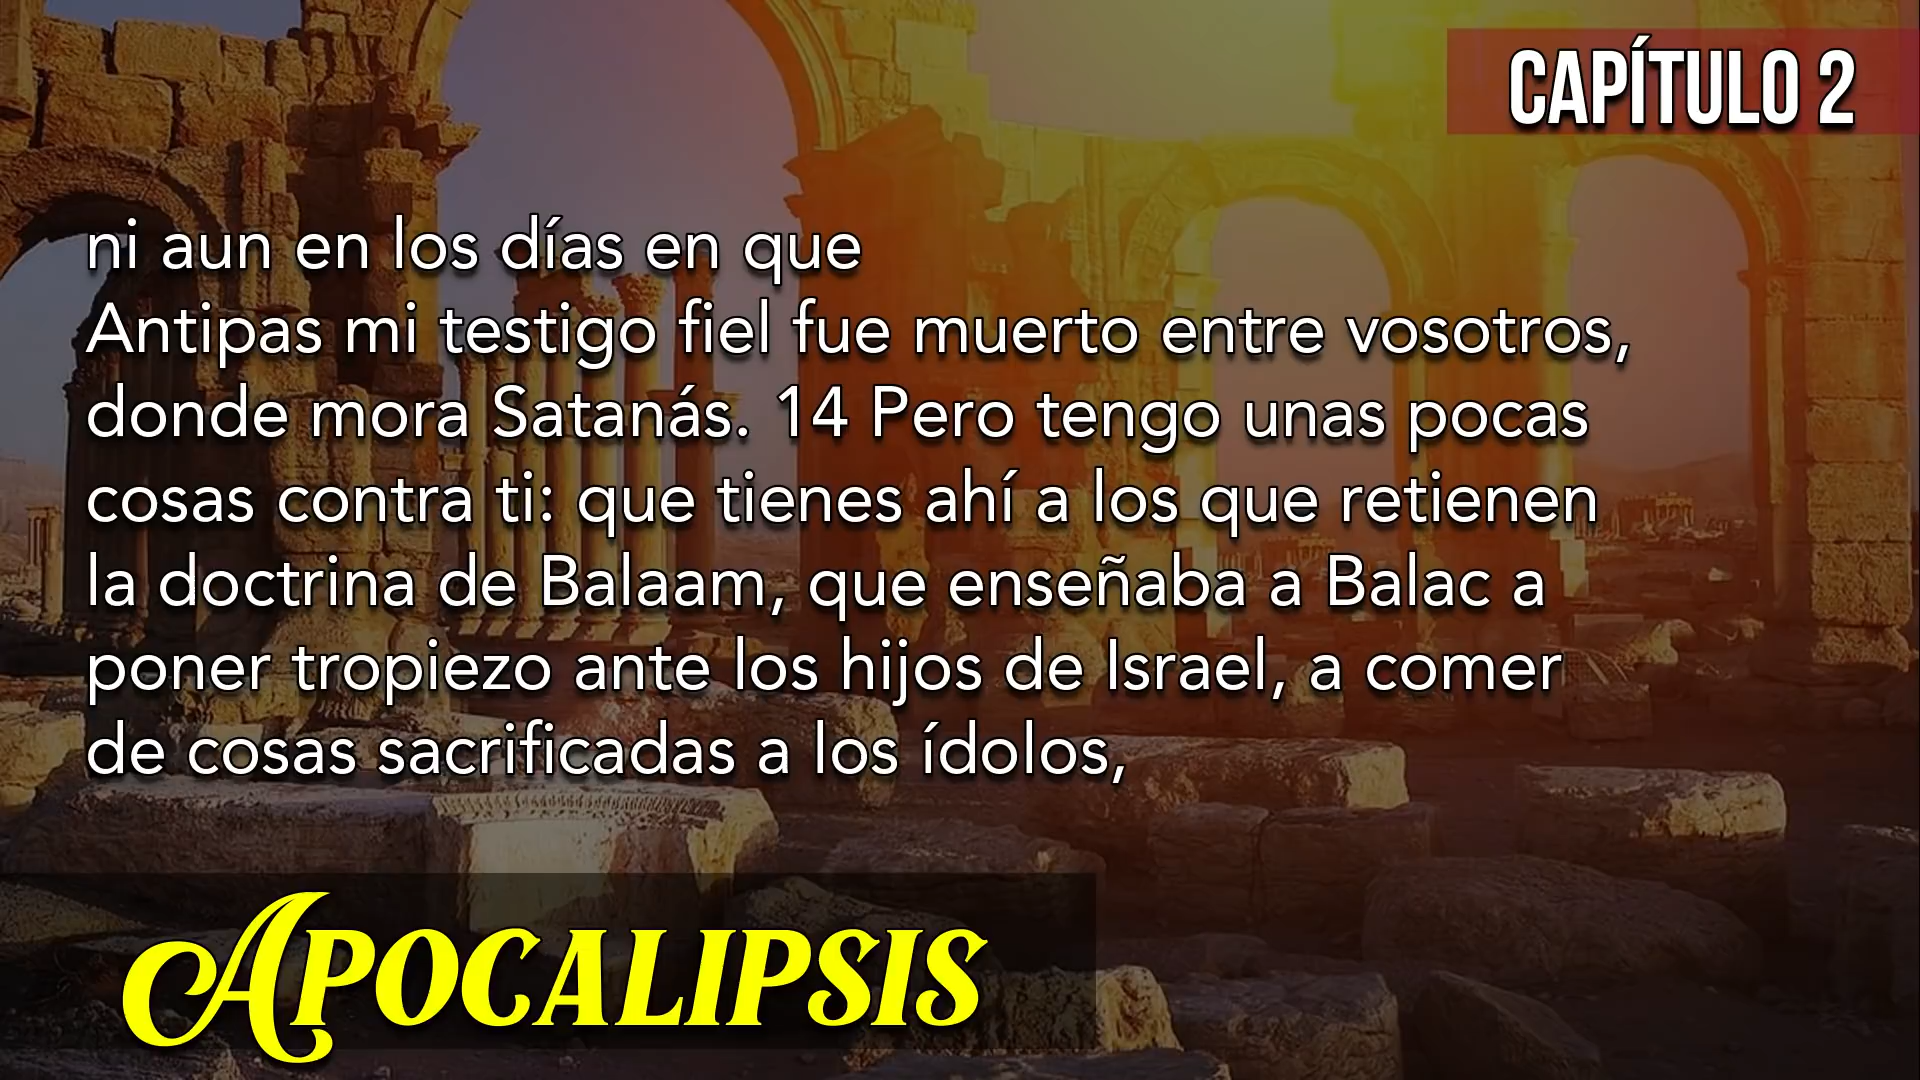 CAPÍTULO 2
ni aun en los días en que
Antipas mi testigo fiel fue muerto entre vosotros,
donde mora Satanás. 14 Pero tengo unas pocas
cosas contra ti: que tienes ahí a los que retienen
la doctrina de Balaam, que enseñaba a Balac a
poner tropiezo ante los hijos de Israel, a comer
de cosas sacrificadas a los ídolos,
APOCALIPSIS